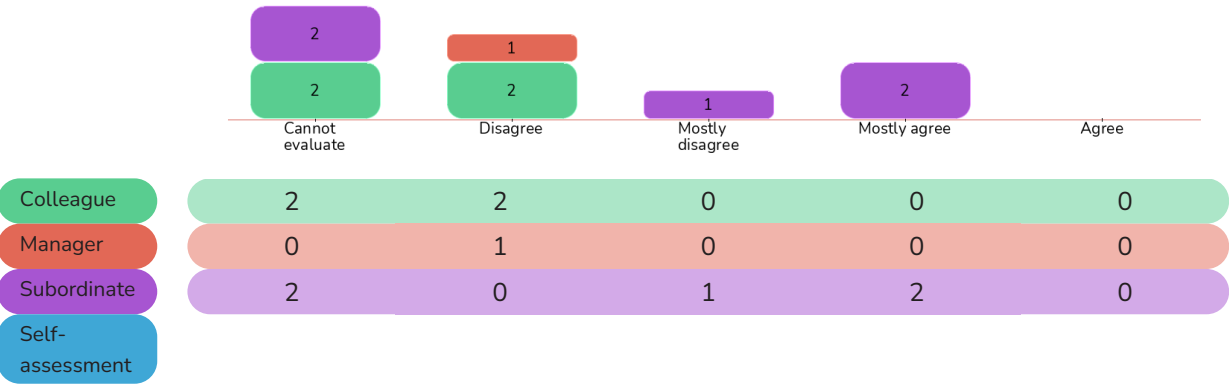 2
1
2
2
1
2
Cannot
evaluate
Disagree
Mostly
disagree
Mostly agree
Agree
Colleague 2 2 0 0 0
Manager 0 1 0 0 0
Subordinate 2 0 1 2 0
Self-
assessment